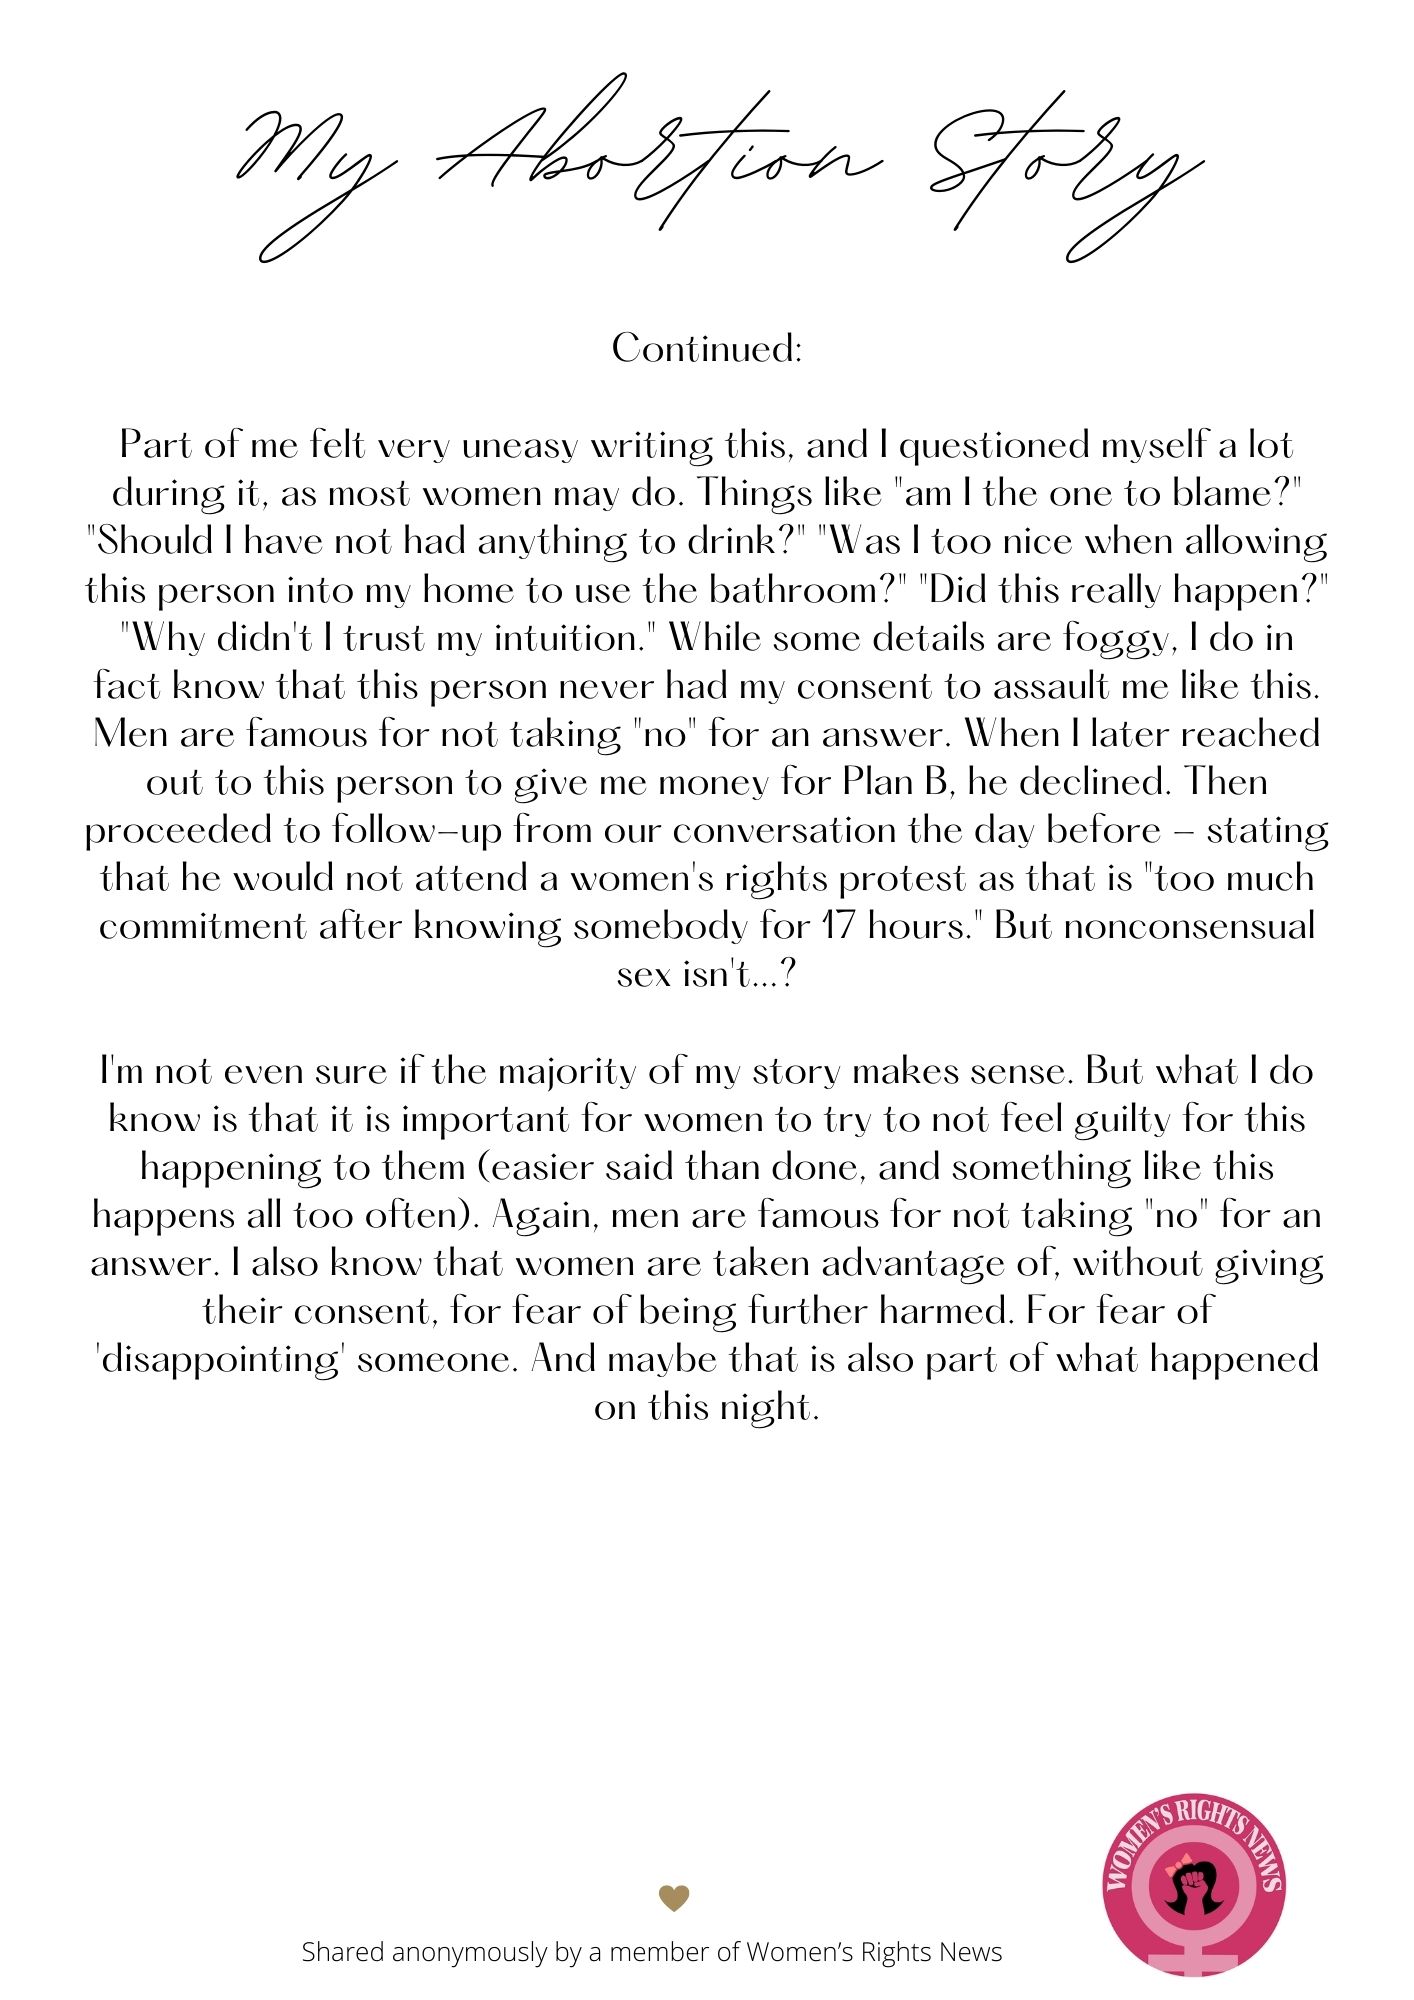 My Abortion Story
Continued:
Part of me felt very uneasy writing this, and I questioned myself a lot
during it, as most women may do. Things like "am I the one to blame?"
"Should I have not had anything to drink?" "Was I too nice when allowing
this person into my home to use the bathroom?" "Did this really happen?"
"Why didn't I trust my intuition." While some details are foggy, I do in
fact know that this person never had my consent to assault me like this.
Men are famous for not taking "no" for an answer. When I later reached
out to this person to give me money for Plan B, he declined. Then
proceeded to follow-up from our conversation the day before - stating
that he would not attend a women's rights protest as that is "too much
commitment after knowing somebody for 17 hours." But nonconsensual
sex isn't...?
I'm not even sure if the majority of my story makes sense. But what I do
know is that it is important for women to try to not feel guilty for this
happening to them (easier said than done, and something like this
happens all too often). Again, men are famous for not taking "no" for an
answer. I also know that women are taken advantage of, without giving
their consent, for fear of being further harmed. For fear of
'disappointing' someone. And maybe that is also part of what happened
on this night.
WOMEN'S RIGHTS NEWS
Shared anonymously by a member of Women’s Rights News